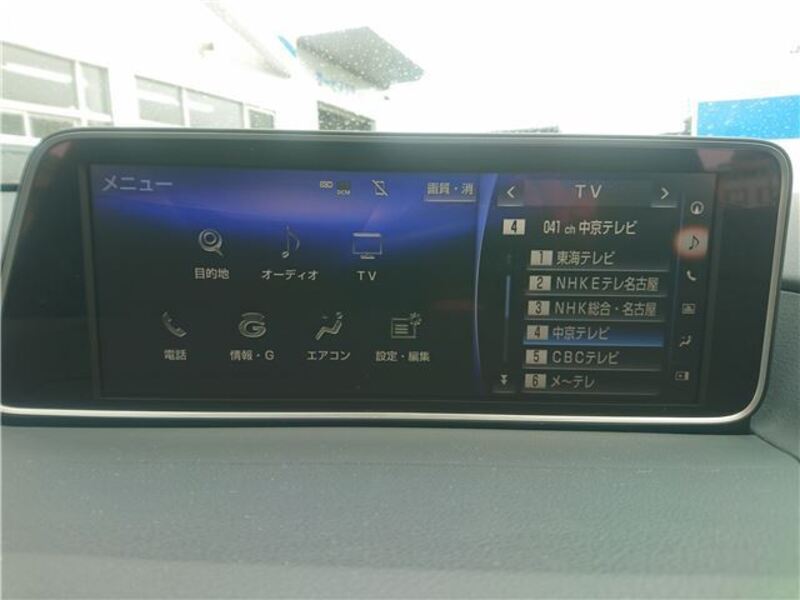 メニュー
DCM
画質・消
目的地
オーディオ
TV
電話
情報・G
エアコン
設定・編集
TV
4 041 ch 中京テレビ
1 東海テレビ
2 NHKEテレ名古屋
3 NHK総合・名古屋
4 中京テレビ
5 CBCテレビ
6 メ〜テレ